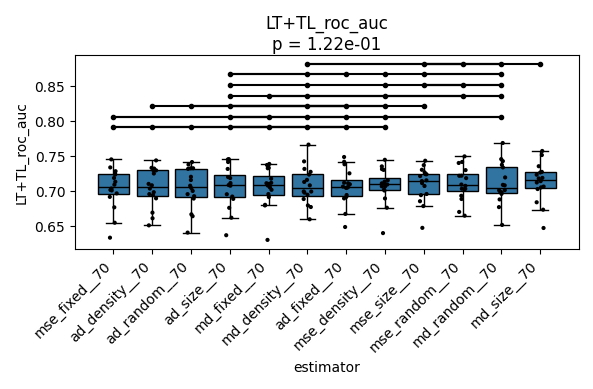 LT+TL_roc_auc
p = 1.22e-01
LT+TL_roc_auc
0.85
0.80
0.75
0.70
0.65
mse_fixed__70
ad_density__70
ad_random__70
ad_size__70
md_fixed__70
md_density__70
ad_fixed__70
mse_density__70
mse_size__70
mse_random__70
md_random__70
md_size__70
estimator